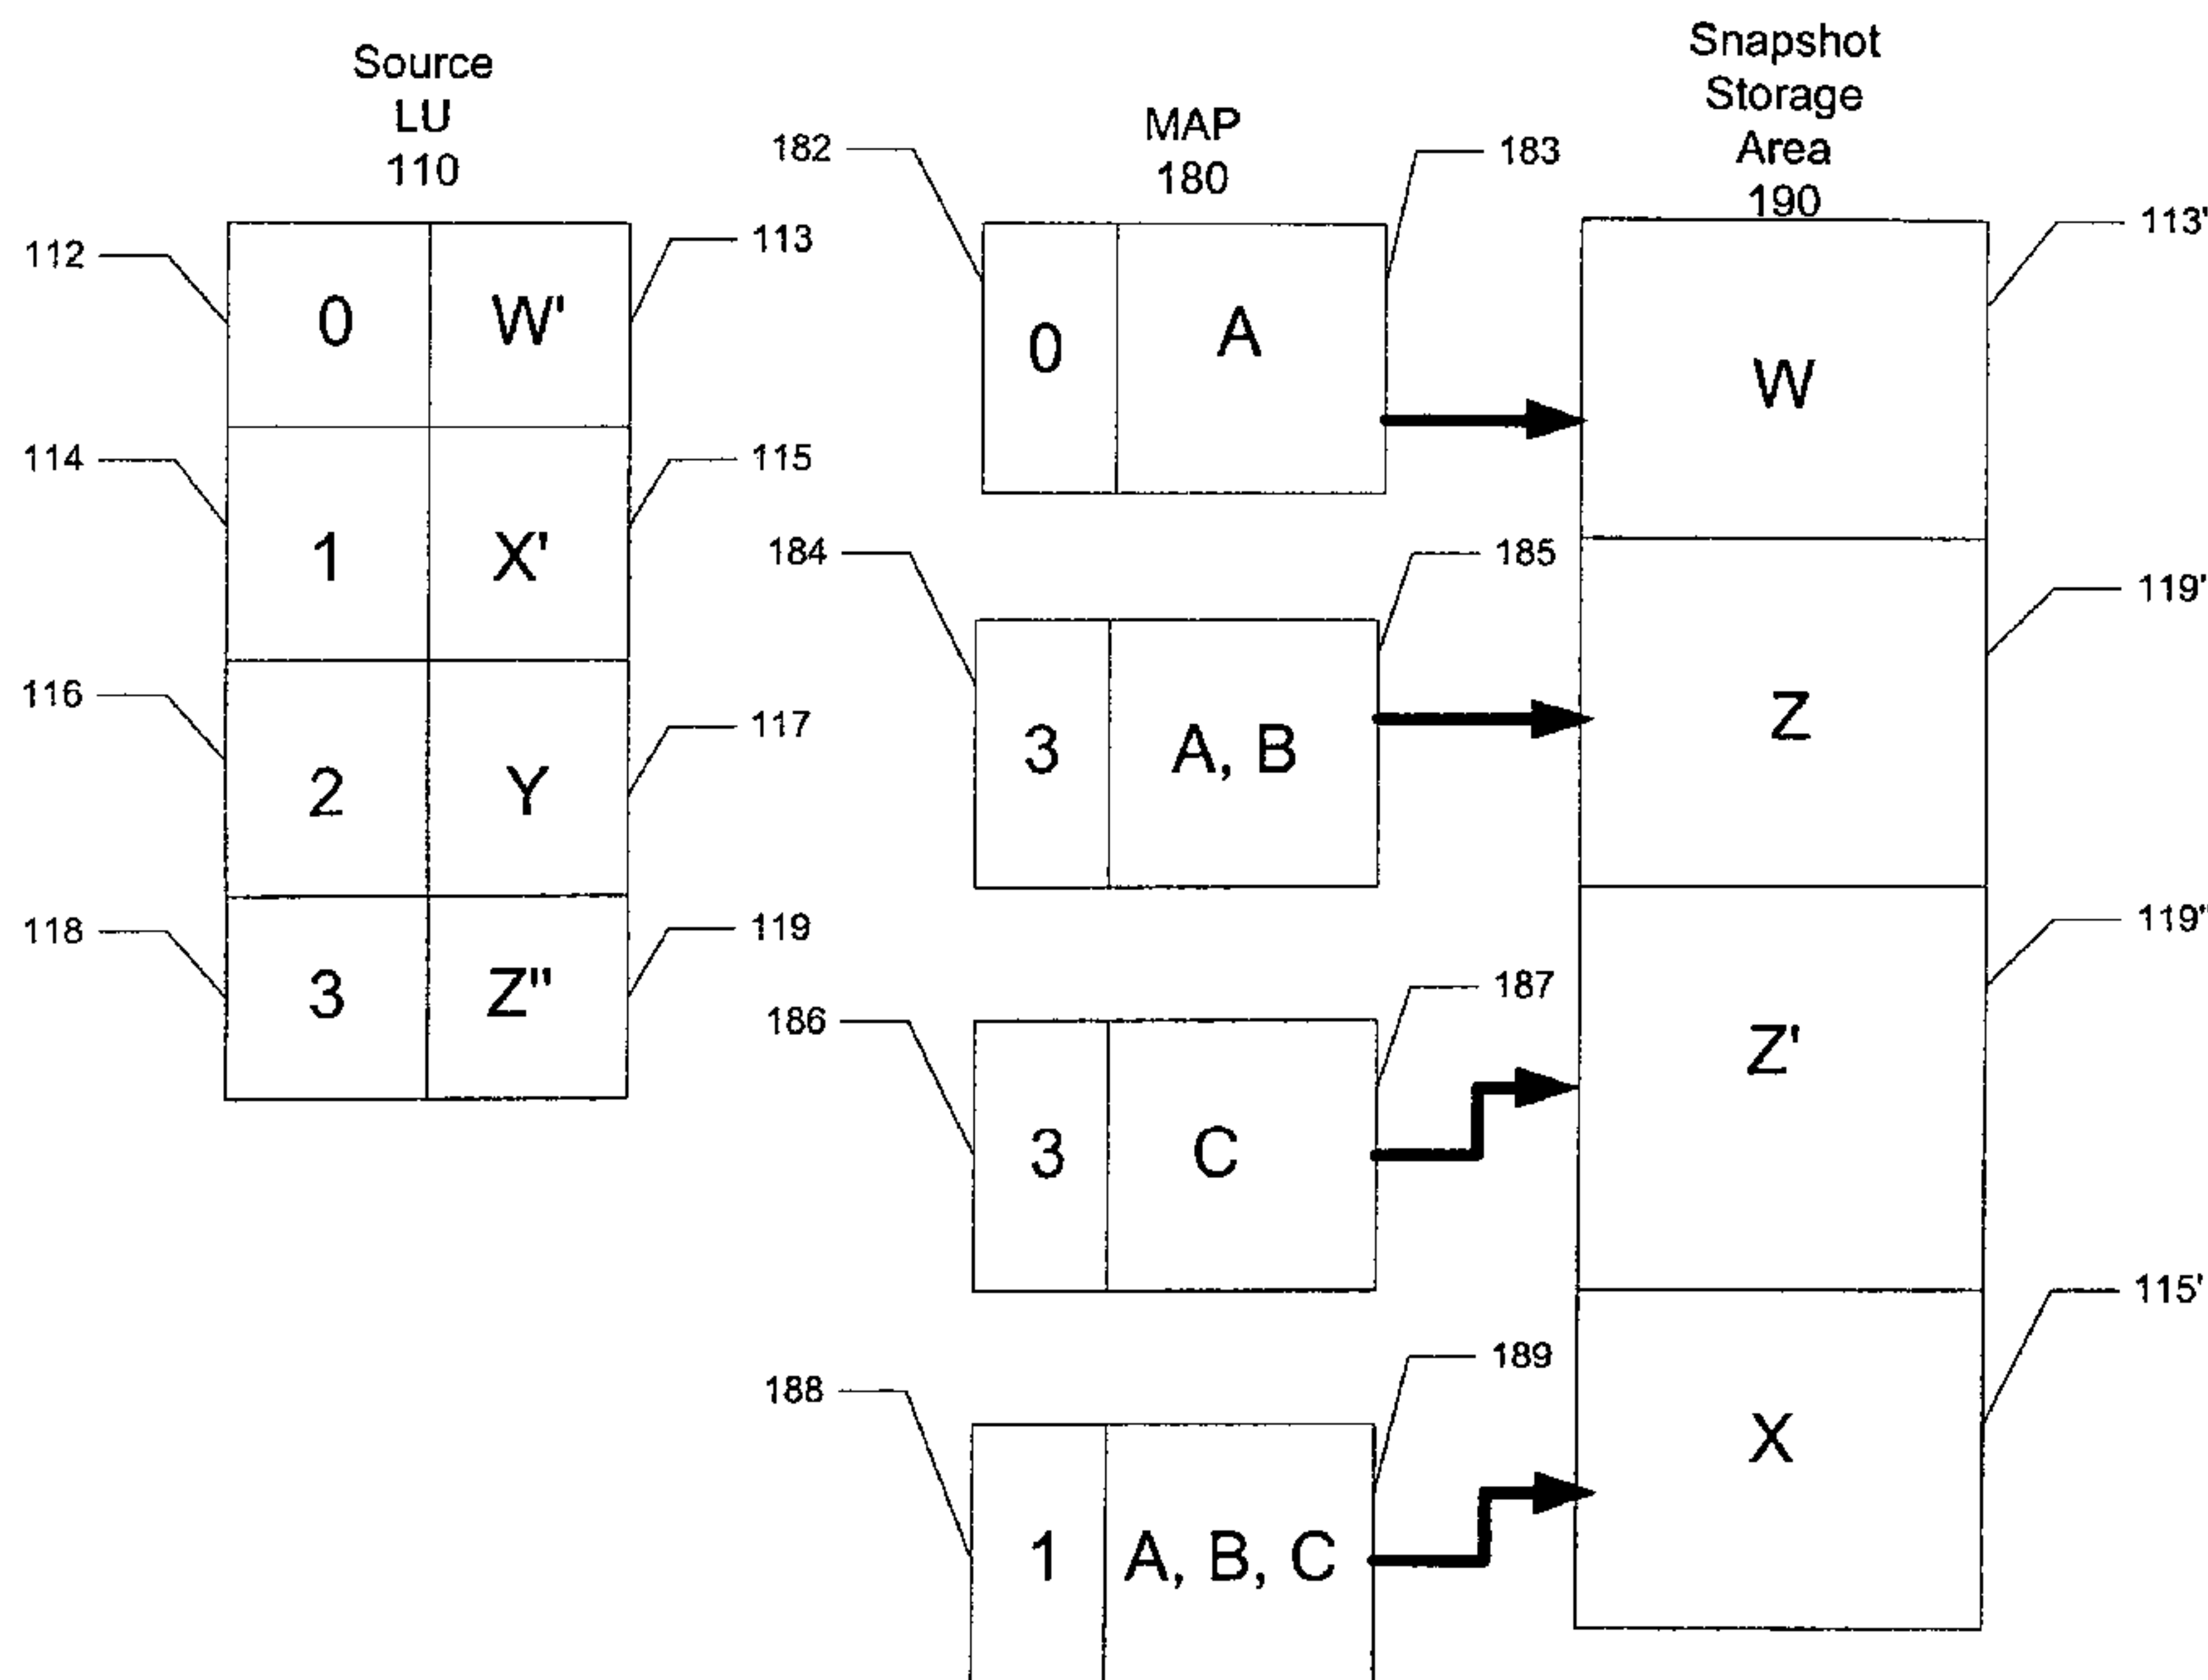 Source
LU
110
112
0
W'
113
114
1
X'
115
116
2
Y
117
118
3
Z"
119
MAP
180
182
0
A
183
184
3
A, B
185
186
3
C
187
188
1
A, B, C
189
Snapshot
Storage
Area
190
W
113'
Z
119'
Z'
119"
X
115'